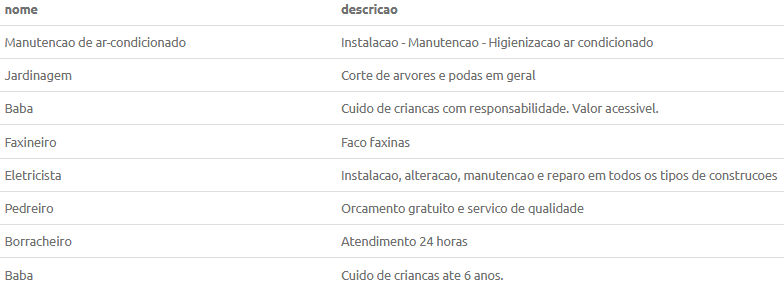 nome descricao
Manutencao de ar-condicionado Instalacao - Manutencao - Higienizacao ar condicionado
Jardinagem Corte de arvores e podas em geral
Baba Cuido de criancas com responsabilidade. Valor acessivel.
Faxineiro Faco faxinas
Eletricista Instalacao, alteracao, manutencao e reparo em todos os tipos de construcoes
Pedreiro Orcamento gratuito e servico de qualidade
Borracheiro Atendimento 24 horas
Baba Cuido de criancas ate 6 anos.